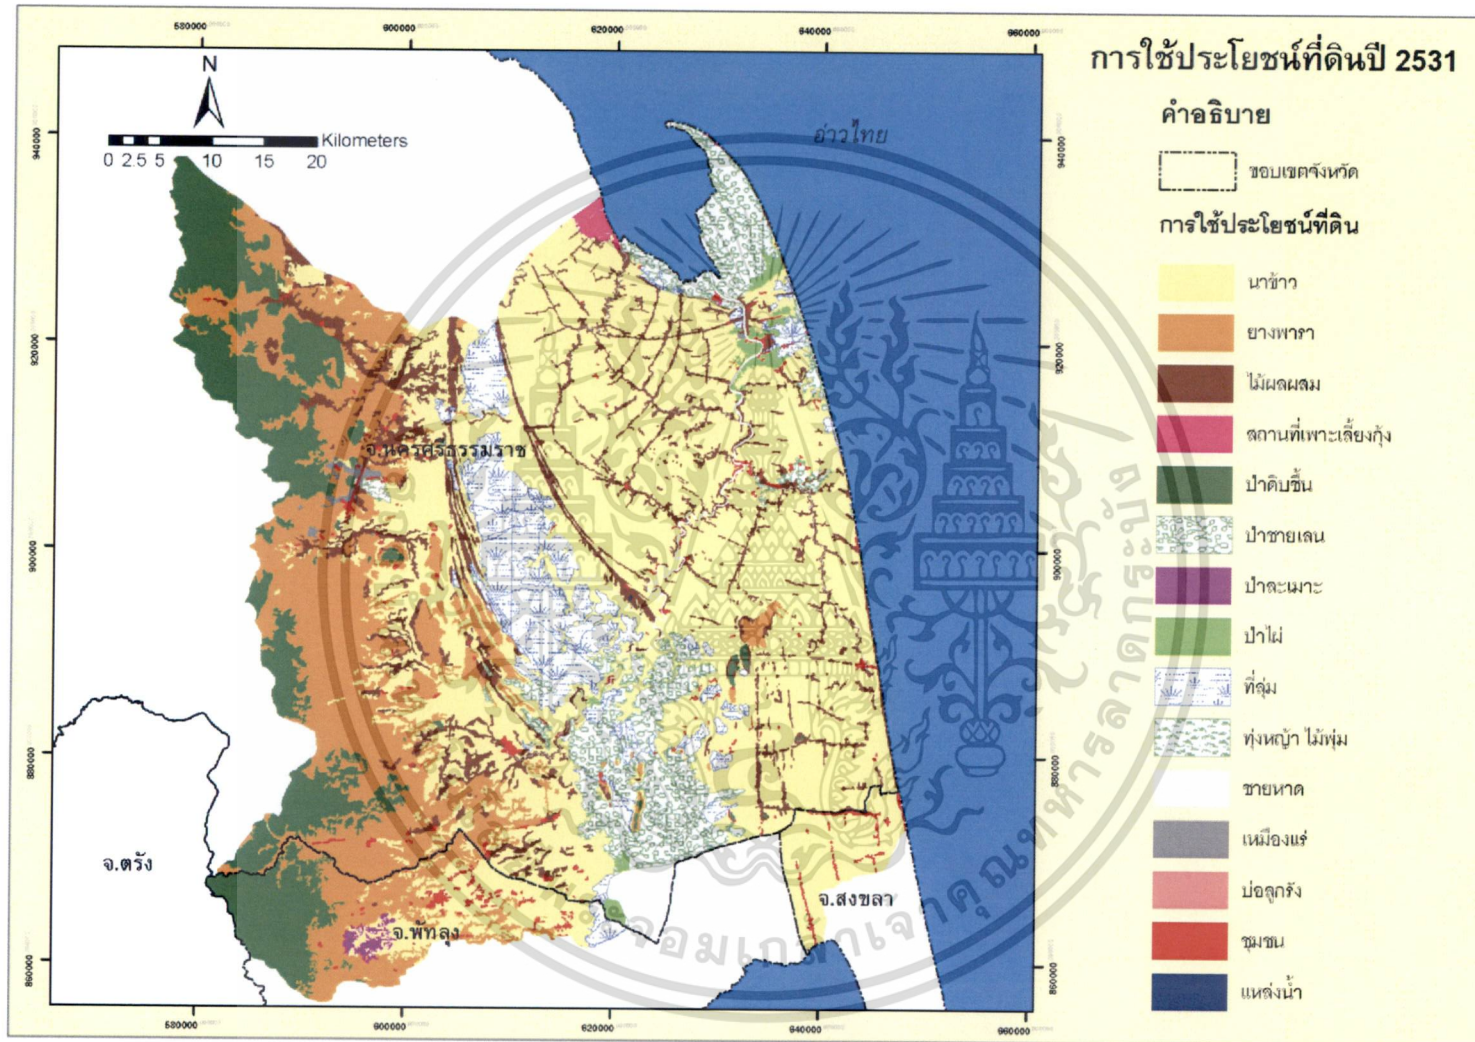 580000
600000
620000
640000
660000
การใช้ประโยชน์ที่ดินปี 2531
N
Kilometers
0 2.5 5 10 15 20
940000
920000
900000
880000
860000
อ่าวไทย
จ.นครศรีธรรมราช
จ.ตรัง
จ.พัทลุง
จ.สงขลา
940000
920000
900000
880000
860000
580000
600000
620000
640000
660000
คำอธิบาย
ขอบเขตจังหวัด
การใช้ประโยชน์ที่ดิน
นาข้าว
ยางพารา
ไม้ผลผสม
สถานที่เพาะเลี้ยงกุ้ง
ป่าดิบชื้น
ป่าชายเลน
ป่าละเมาะ
ป่าไผ่
ที่ลุ่ม
ทุ่งหญ้า ไม้พุ่ม
ชายหาด
เหมืองแร่
บ่อลูกรัง
ชุมชน
แหล่งน้ำ